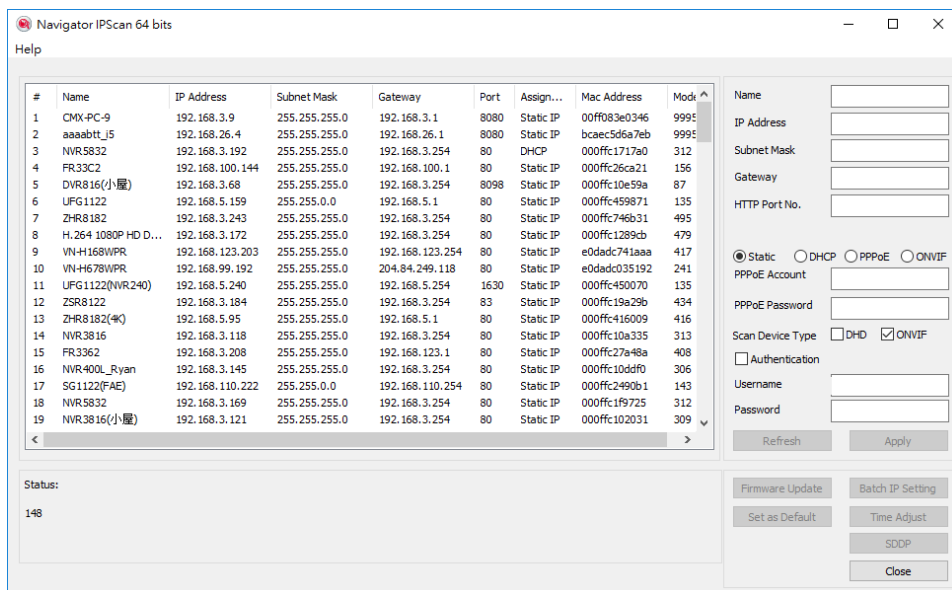 Navigator IPScan 64 bits
Help
# Name IP Address Subnet Mask Gateway Port Assign... Mac Address Mode
1 CMX-PC-9 192.168.3.9 255.255.255.0 192.168.3.1 8080 Static IP 00ff083e0346 9995
2 aaaabtt_i5 192.168.26.4 255.255.255.0 192.168.26.1 8080 Static IP bcaec5d6a7eb 9995
3 NVR5832 192.168.3.192 255.255.255.0 192.168.3.254 80 DHCP 000ffc1717a0 312
4 FR33C2 192.168.100.144 255.255.255.0 192.168.100.1 80 Static IP 000ffc26ca21 156
5 DVR816(小屋) 192.168.3.68 255.255.255.0 192.168.3.254 8098 Static IP 000ffc10e59a 87
6 UFG1122 192.168.5.159 255.255.0.0 192.168.5.1 80 Static IP 000ffc459871 135
7 ZHR8182 192.168.3.243 255.255.255.0 192.168.3.254 80 Static IP 000ffc746b31 495
8 H.264 1080P HD D... 192.168.3.172 255.255.255.0 192.168.3.254 80 Static IP 000ffc1289cb 479
9 VN-H168WPR 192.168.123.203 255.255.255.0 192.168.123.254 80 Static IP e0dadc741aaa 417
10 VN-H678WPR 192.168.99.192 255.255.255.0 204.84.249.118 80 Static IP e0dadc035192 241
11 UFG1122(NVR240) 192.168.5.240 255.255.255.0 192.168.5.1 1630 Static IP 000ffc450070 135
12 ZSR8122 192.168.3.184 255.255.255.0 192.168.3.254 83 Static IP 000ffc19a29b 434
13 ZHR8182(4K) 192.168.5.95 255.255.255.0 192.168.5.1 80 Static IP 000ffc416009 416
14 NVR3816 192.168.3.118 255.255.255.0 192.168.3.254 80 Static IP 000ffc10a335 313
15 FR3362 192.168.3.208 255.255.255.0 192.168.123.1 80 Static IP 000ffc27a48a 408
16 NVR400L_Ryan 192.168.3.145 255.255.255.0 192.168.3.254 80 Static IP 000ffc10ddf0 306
17 SG1122(FAE) 192.168.110.222 255.255.0.0 192.168.110.254 80 Static IP 000ffc2490b1 143
18 NVR5832 192.168.3.169 255.255.255.0 192.168.3.254 80 Static IP 000ffc1f9725 312
19 NVR3816(小屋) 192.168.3.121 255.255.255.0 192.168.3.254 80 Static IP 000ffc102031 309
Name
IP Address
Subnet Mask
Gateway
HTTP Port No.
Static DHCP PPPoE ONVIF
PPPoE Account
PPPoE Password
Scan Device Type DHD ONVIF
Authentication
Username
Password
Refresh Apply
Status:
148
Firmware Update Batch IP Setting
Set as Default Time Adjust
SDDP
Close